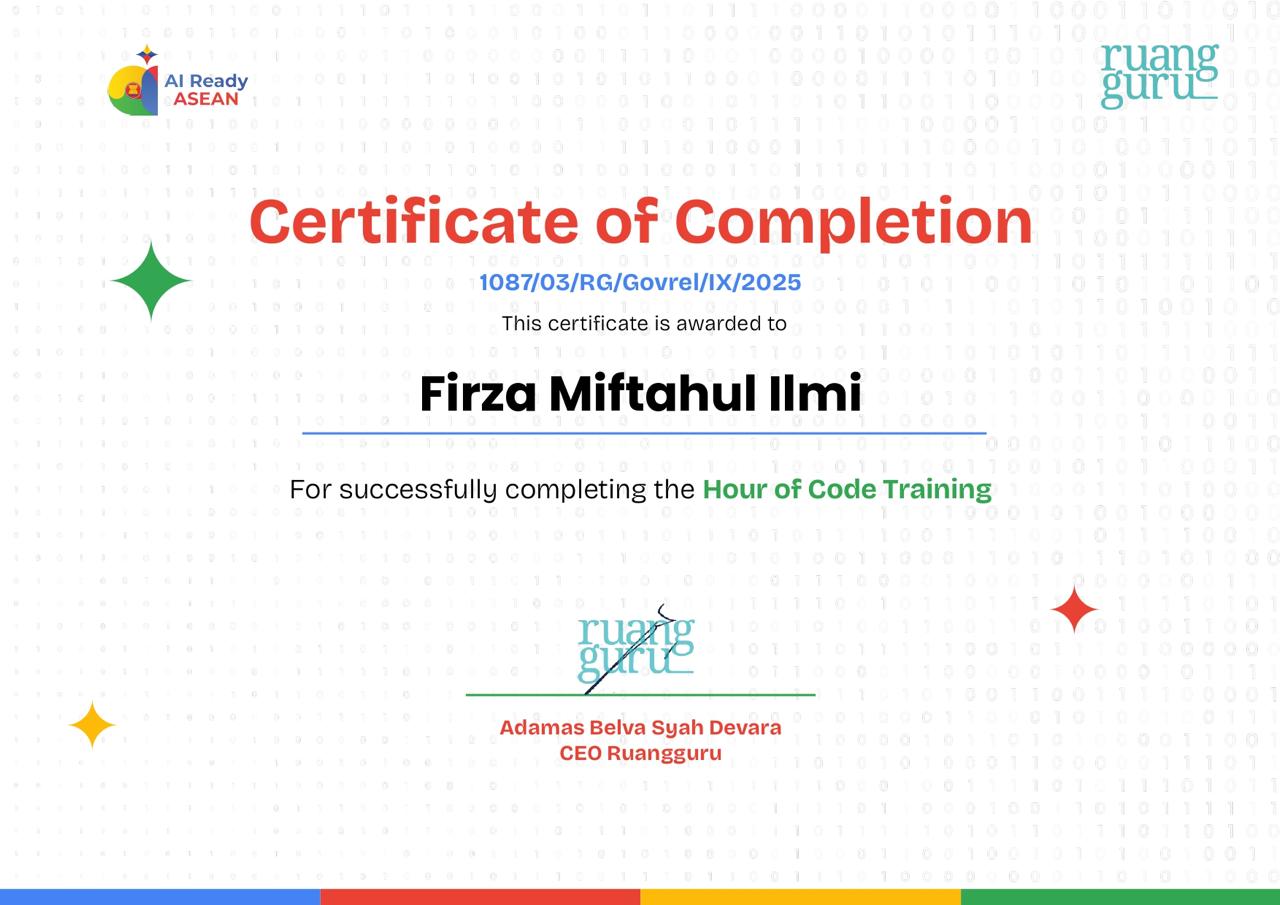 AI Ready
ASEAN
ruang
guru
Certificate of Completion
1087/03/RG/Govrel/IX/2025
This certificate is awarded to
Firza Miftahul Ilmi
For successfully completing the Hour of Code Training
ruang
guru
Adamas Belva Syah Devara
CEO Ruangguru